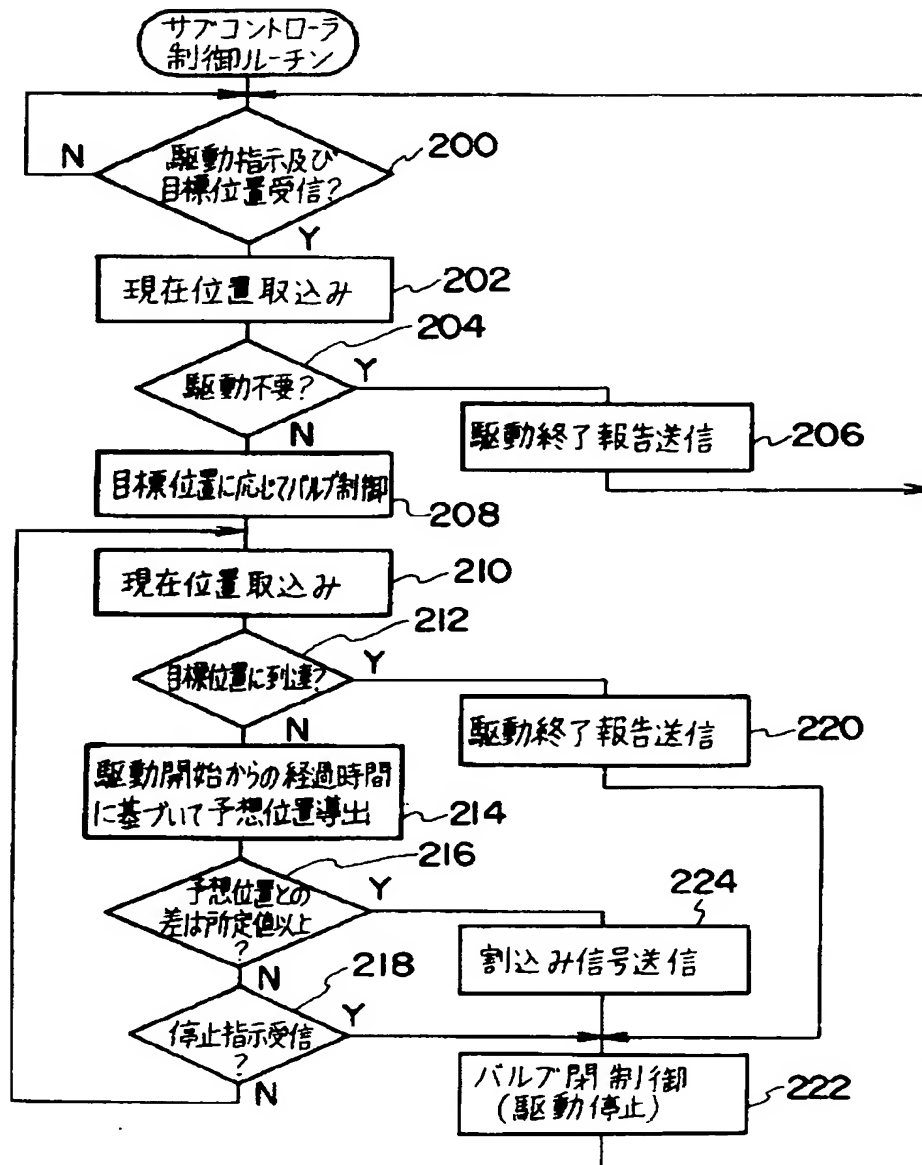 サブコントローラ
制御ルーチン
N
駆動指示及び
目標位置受信?
200
Y
現在位置取込み
202
204
駆動不要?
Y
N
駆動終了報告送信
206
目標位置に応じてバルブ制御
208
現在位置取込み
210
212
目標位置に到達?
Y
N
駆動終了報告送信
220
駆動開始からの経過時間
に基づいて予想位置導出
214
216
予想位置との
差は所定値以上
?
Y
N
224
割込み信号送信
218
停止指示受信
?
Y
N
バルブ閉制御
(駆動停止)
222